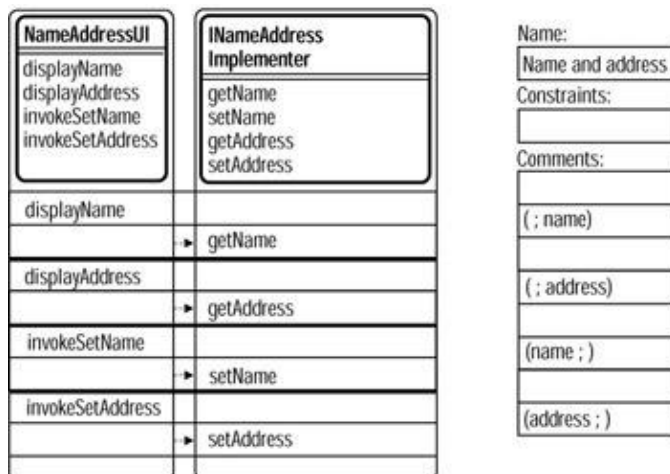 NameAddressUI
displayName
displayAddress
invokeSetName
invokeSetAddress
INameAddress
Implementer
getName
setName
getAddress
setAddress
displayName
getName
displayAddress
getAddress
invokeSetName
setName
invokeSetAddress
setAddress
Name:
Name and address
Constraints:
Comments:
( ; name)
( ; address)
(name ; )
(address ; )